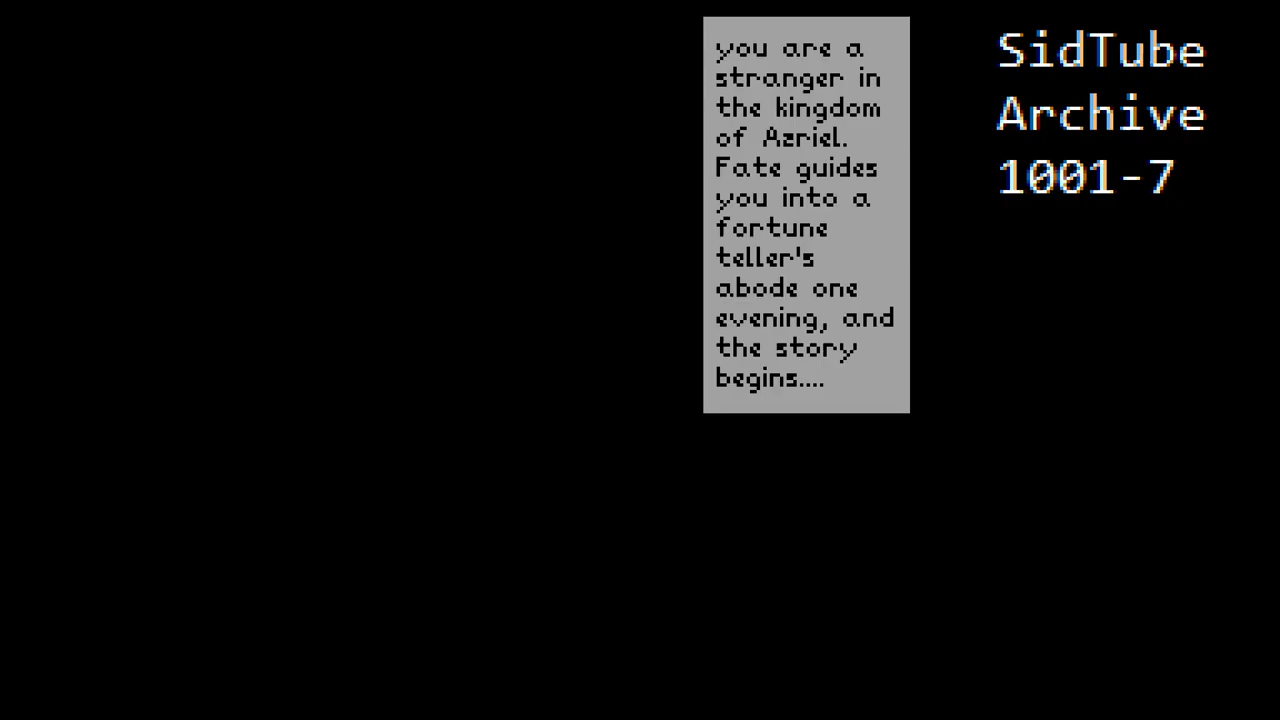 you are a
stranger in
the kingdom
of Azriel.
Fate guides
you into a
fortune
teller's
abode one
evening, and
the story
begins....
SidTube
Archive
1001-7